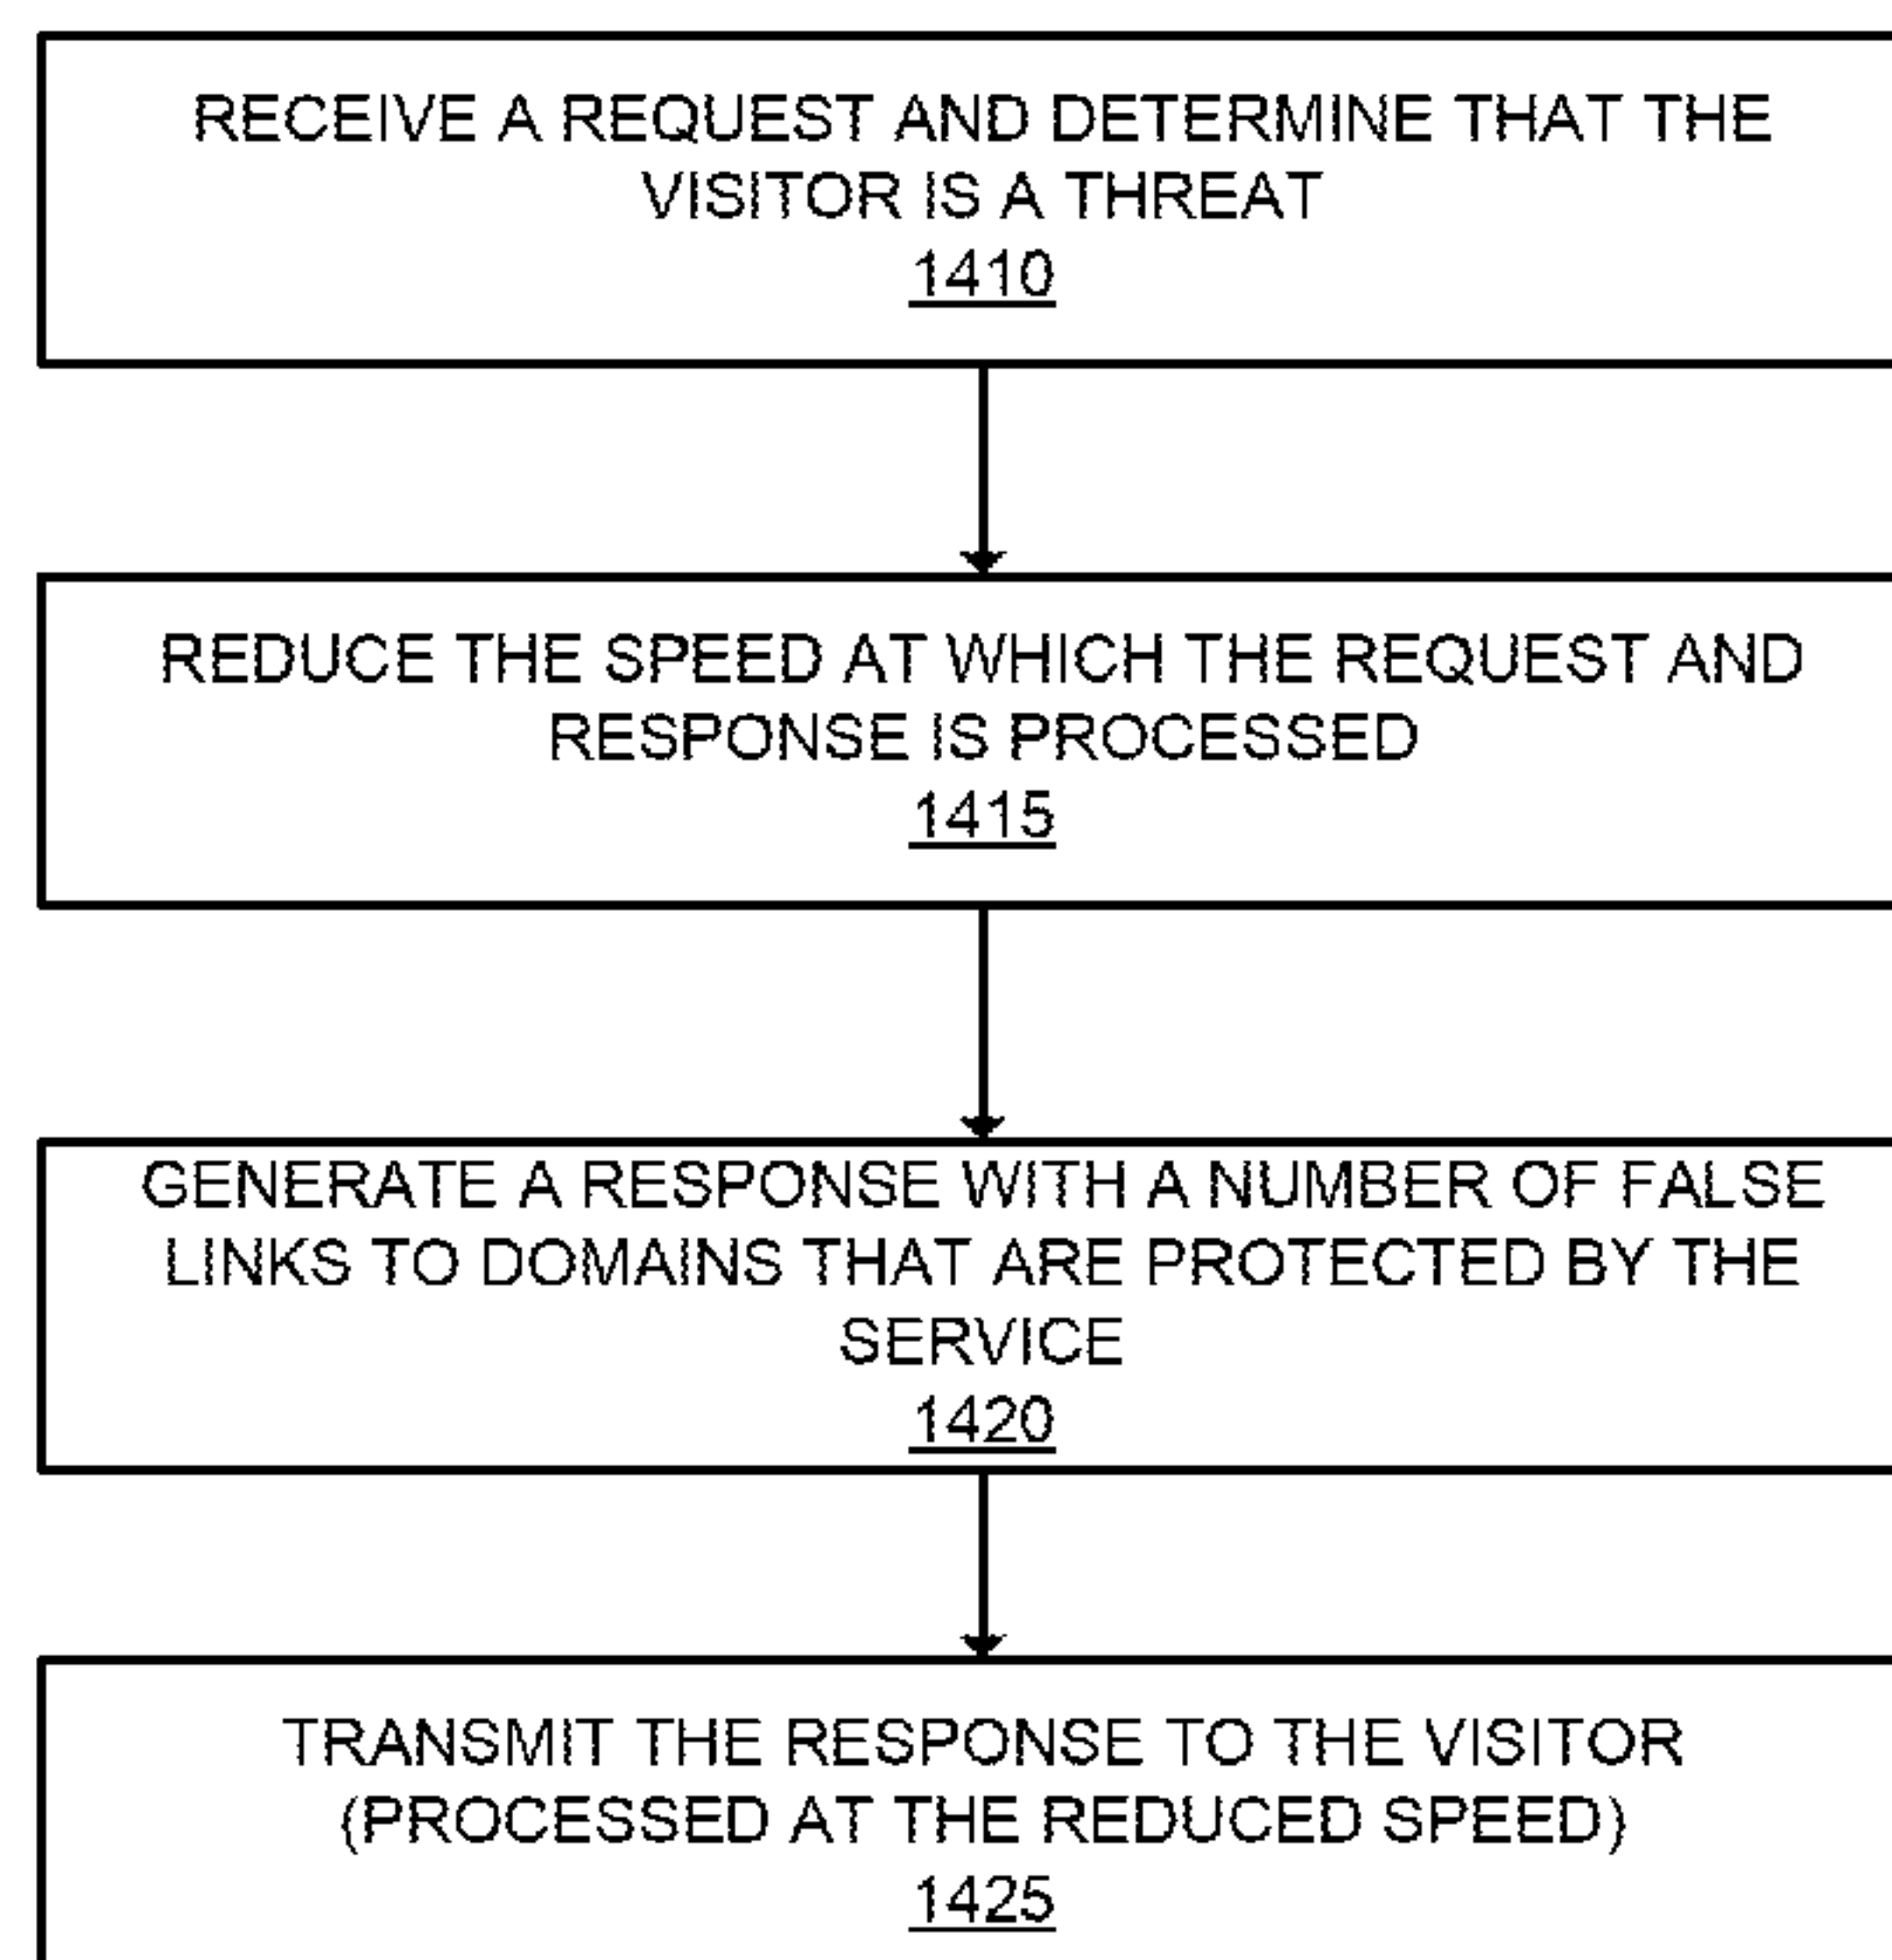 RECEIVE A REQUEST AND DETERMINE THAT THE
VISITOR IS A THREAT
1410
REDUCE THE SPEED AT WHICH THE REQUEST AND
RESPONSE IS PROCESSED
1415
GENERATE A RESPONSE WITH A NUMBER OF FALSE
LINKS TO DOMAINS THAT ARE PROTECTED BY THE
SERVICE
1420
TRANSMIT THE RESPONSE TO THE VISITOR
(PROCESSED AT THE REDUCED SPEED)
1425